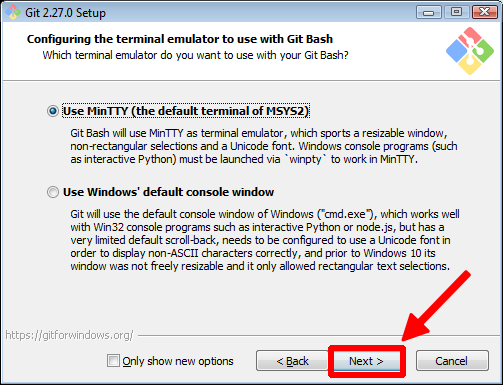 Git 2.27.0 Setup
Configuring the terminal emulator to use with Git Bash
Which terminal emulator do you want to use with your Git Bash?
Use MinTTY (the default terminal of MSYS2)
Git Bash will use MinTTY as terminal emulator, which sports a resizable window,
non-rectangular selections and a Unicode font. Windows console programs (such
as interactive Python) must be launched via `winpty` to work in MinTTY.
Use Windows' default console window
Git will use the default console window of Windows ("cmd.exe"), which works well
with Win32 console programs such as interactive Python or node.js, but has a
very limited default scroll-back, needs to be configured to use a Unicode font in
order to display non-ASCII characters correctly, and prior to Windows 10 its
window was not freely resizable and it only allowed rectangular text selections.
https://gitforwindows.org/
Only show new options
< Back
Next >
Cancel